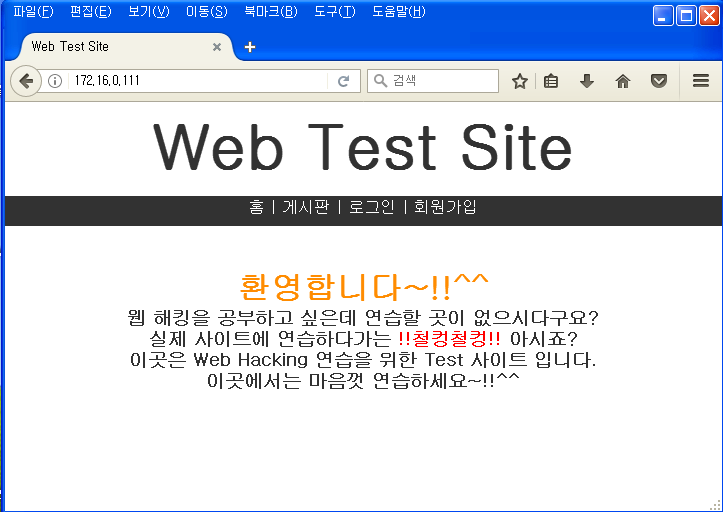 파일(F) 편집(E) 보기(V) 이동(S) 북마크(B) 도구(T) 도움말(H)
Web Test Site
172.16.0.111 검색
Web Test Site
홈 | 게시판 | 로그인 | 회원가입
환영합니다~!!^^
웹 해킹을 공부하고 싶은데 연습할 곳이 없으시다구요?
실제 사이트에 연습하다가는 !!철컹철컹!! 아시죠?
이곳은 Web Hacking 연습을 위한 Test 사이트 입니다.
이곳에서는 마음껏 연습하세요~!!^^